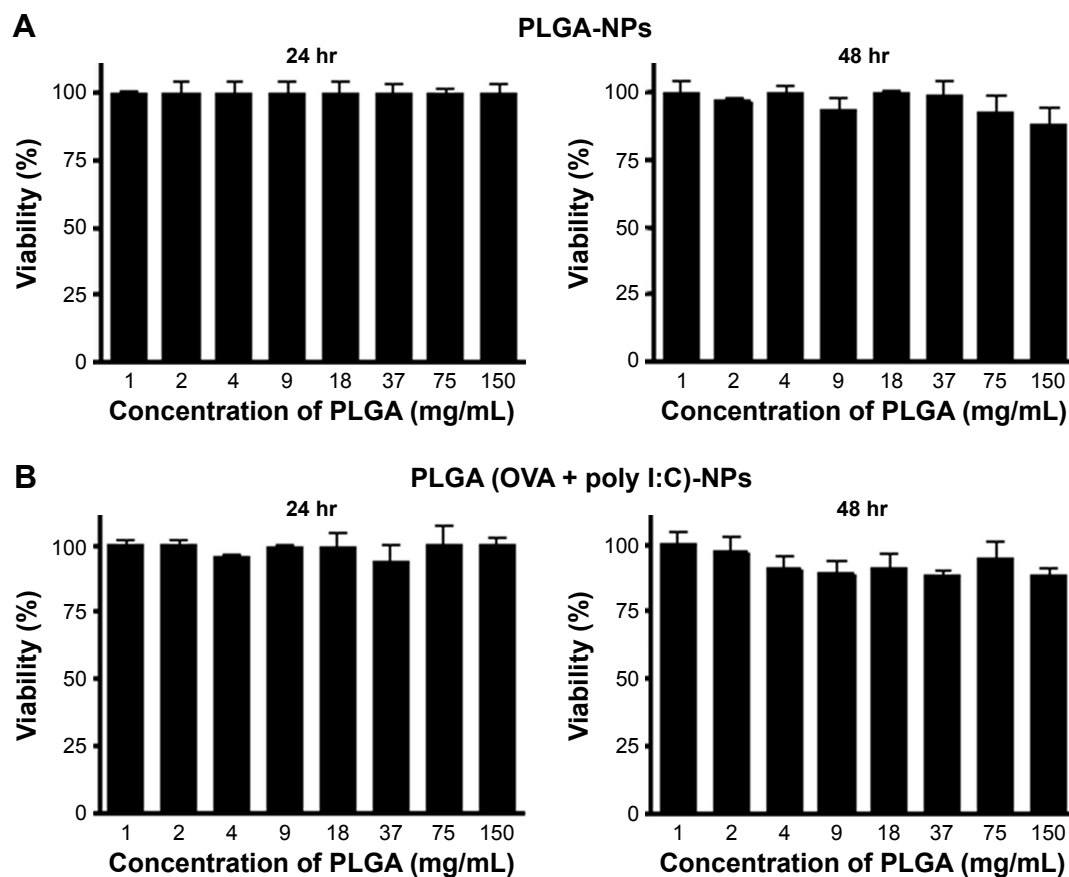 A
PLGA-NPs
24 hr
Viability (%)
100
75
50
25
0
1 2 4 9 18 37 75 150
Concentration of PLGA (mg/mL)
48 hr
Viability (%)
100
75
50
25
0
1 2 4 9 18 37 75 150
Concentration of PLGA (mg/mL)
B
PLGA (OVA + poly I:C)-NPs
24 hr
Viability (%)
100
75
50
25
0
1 2 4 9 18 37 75 150
Concentration of PLGA (mg/mL)
48 hr
Viability (%)
100
75
50
25
0
1 2 4 9 18 37 75 150
Concentration of PLGA (mg/mL)